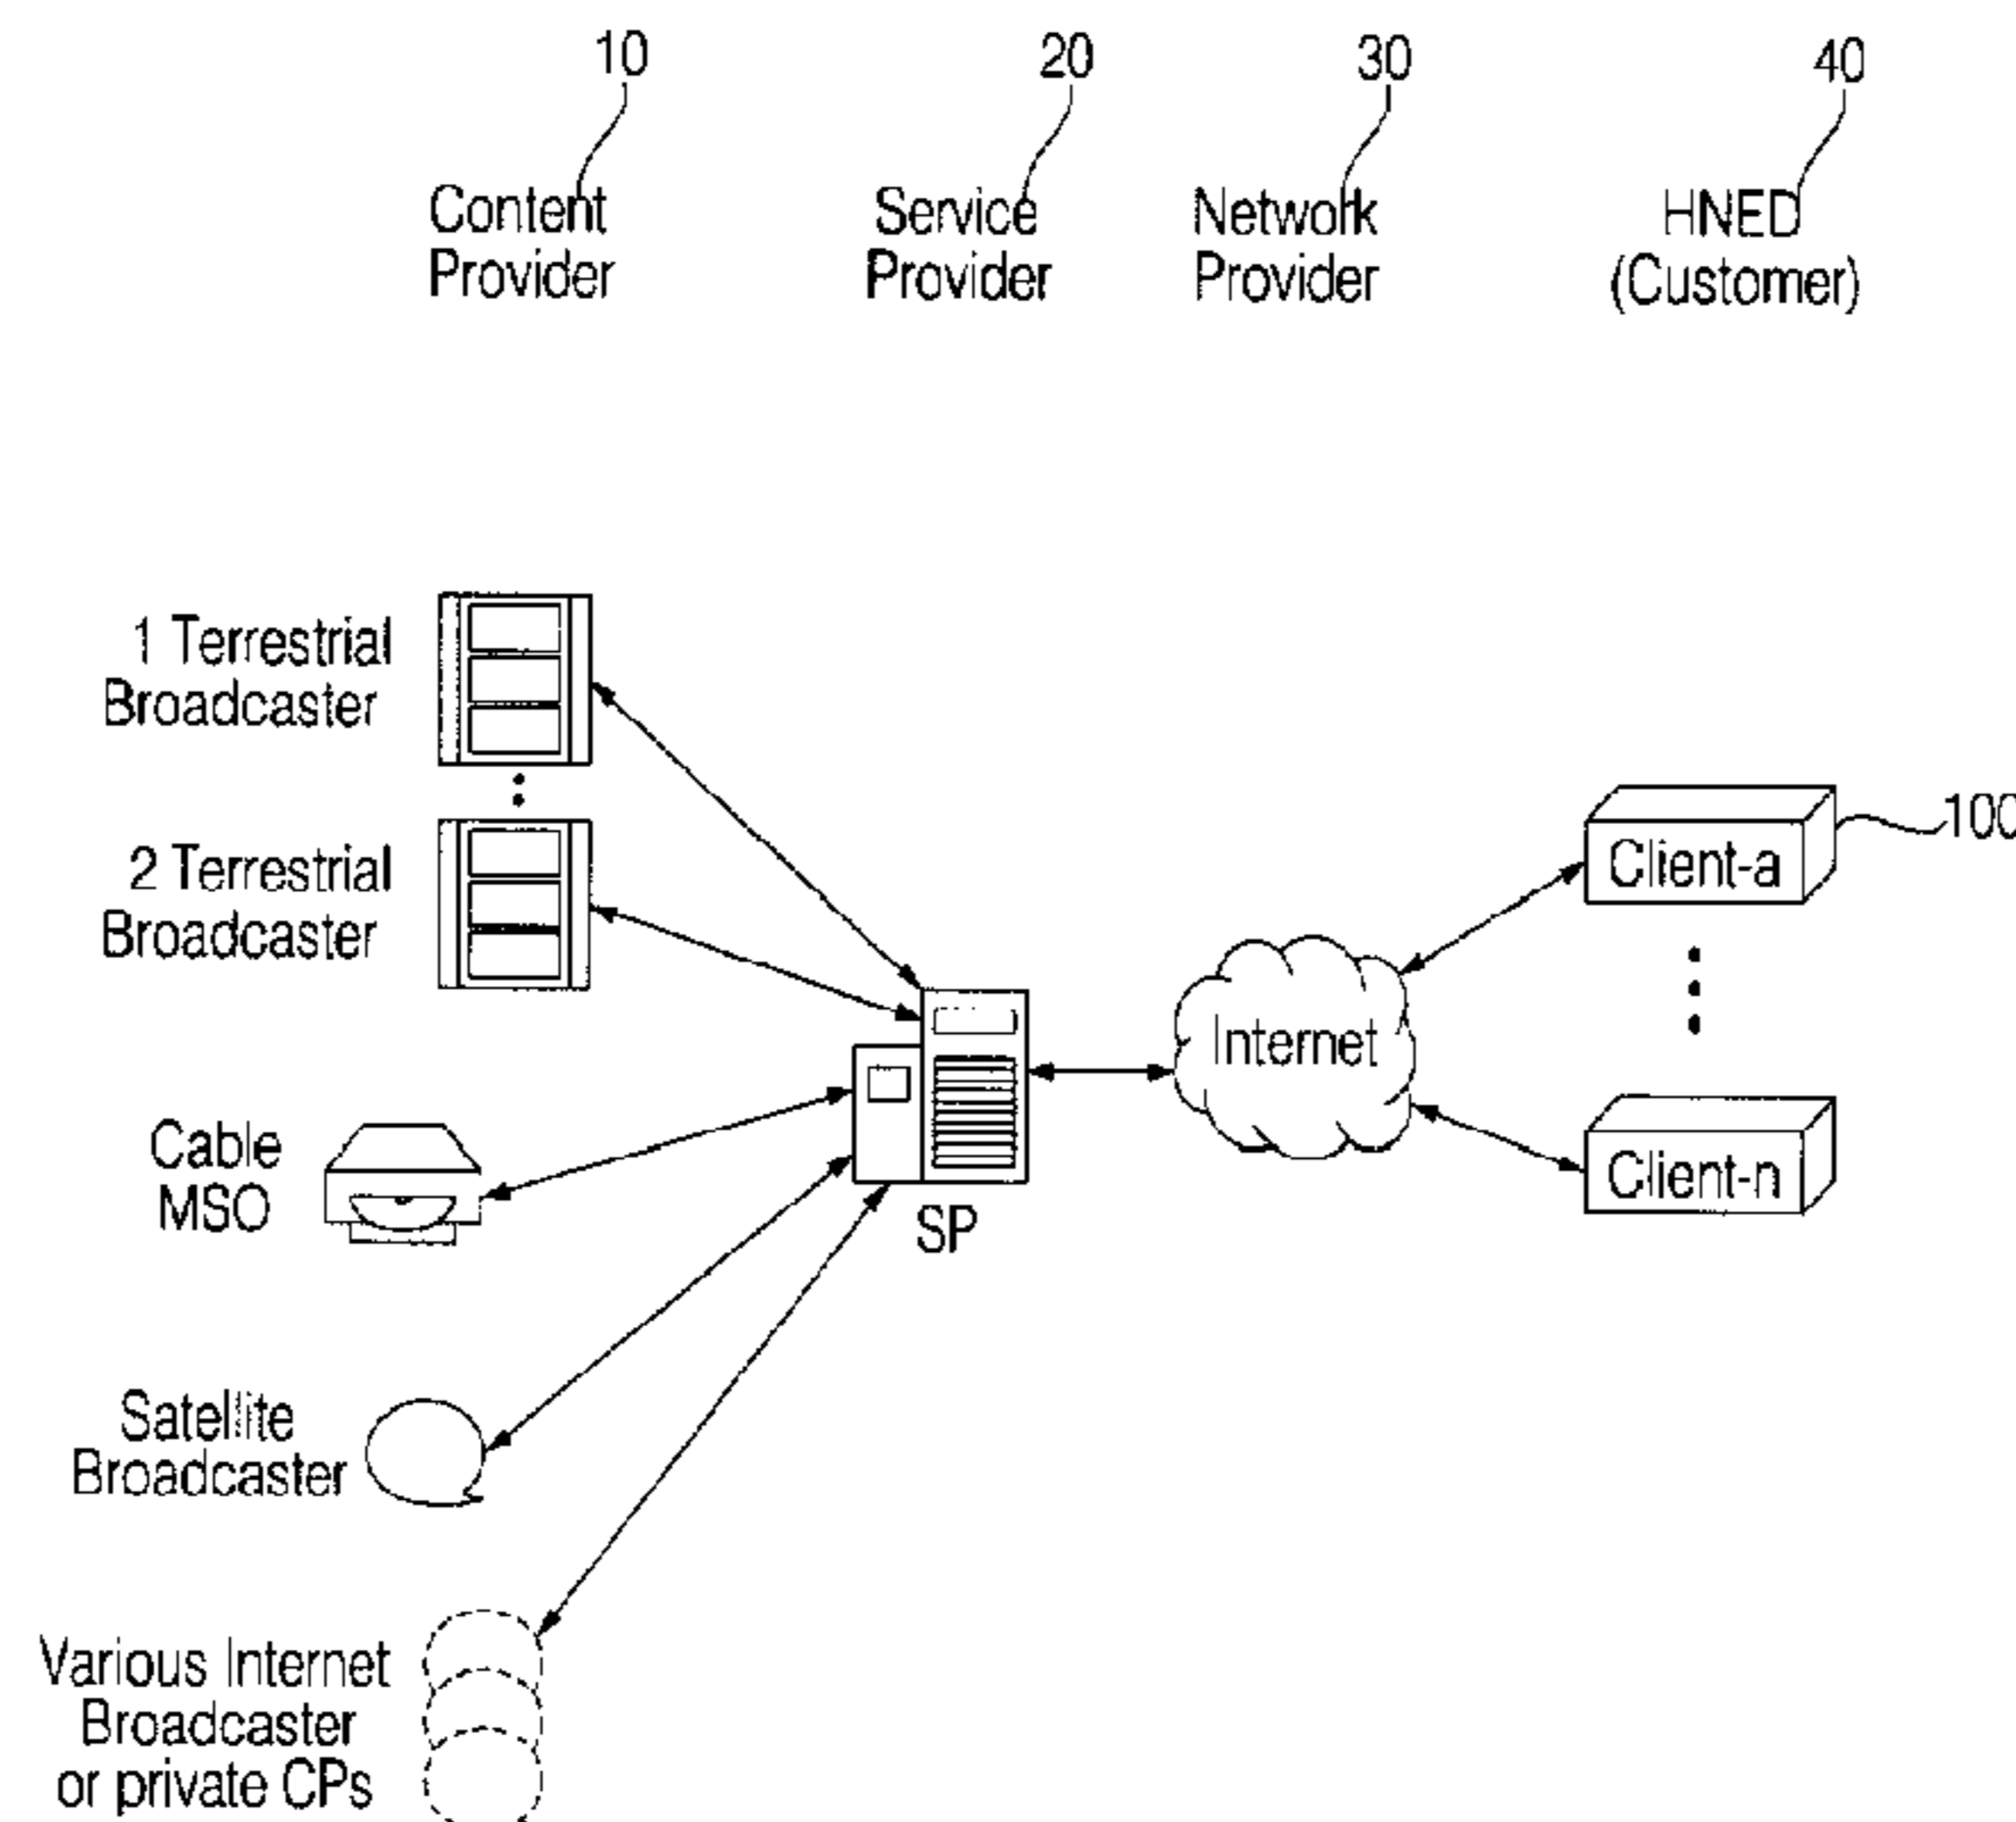 10
20
30
40
Content
Provider
Service
Provider
Network
Provider
HNED
(Customer)
1 Terrestrial
Broadcaster
2 Terrestrial
Broadcaster
Cable
MSO
Satellite
Broadcaster
Various Internet
Broadcaster
or private CPs
SP
Internet
Client-a
100
Client-n